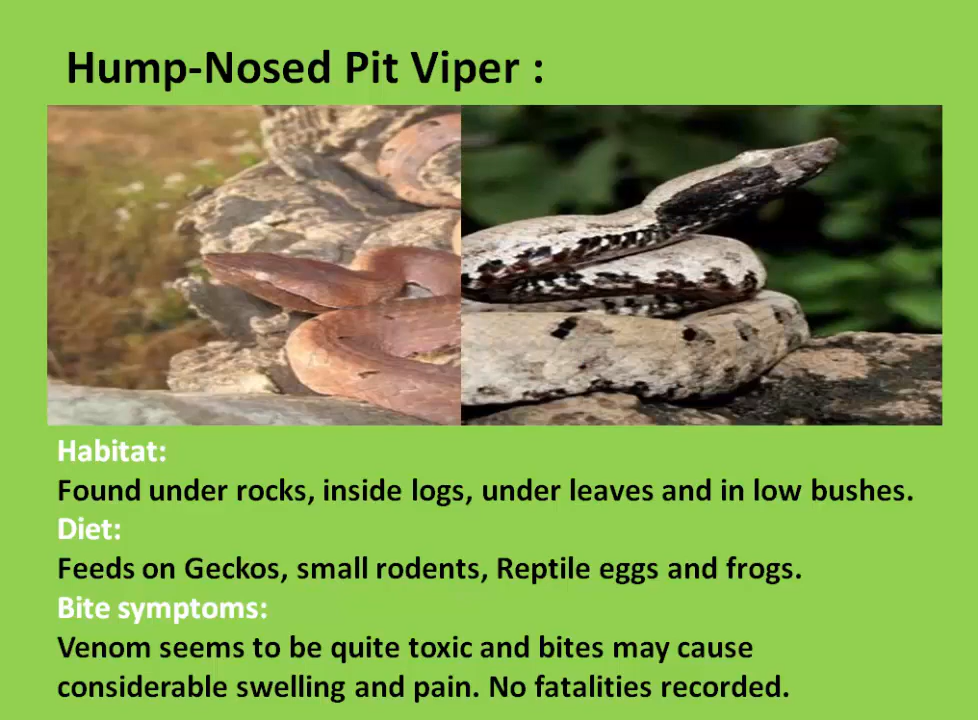 Hump-Nosed Pit Viper :
Habitat:
Found under rocks, inside logs, under leaves and in low bushes.
Diet:
Feeds on Geckos, small rodents, Reptile eggs and frogs.
Bite symptoms:
Venom seems to be quite toxic and bites may cause
considerable swelling and pain. No fatalities recorded.